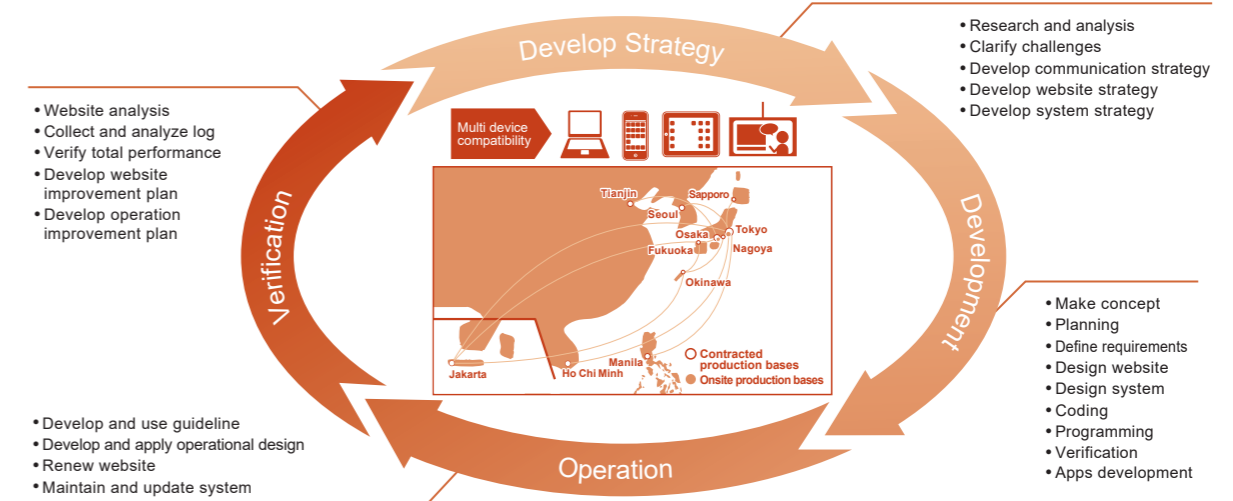 Develop Strategy
• Research and analysis
• Clarify challenges
• Develop communication strategy
• Develop website strategy
• Develop system strategy
• Website analysis
• Collect and analyze log
• Verify total performance
• Develop website
improvement plan
• Develop operation
improvement plan
Multi device
compatibility
Verification
Development
Tianjin
Sapporo
Seoul
Osaka
Tokyo
Fukuoka
Nagoya
Okinawa
Jakarta
Ho Chi Minh
Manila
Contracted
production bases
Onsite production bases
• Make concept
• Planning
• Define requirements
• Design website
• Design system
• Coding
• Programming
• Verification
• Apps development
• Develop and use guideline
• Develop and apply operational design
• Renew website
• Maintain and update system
Operation